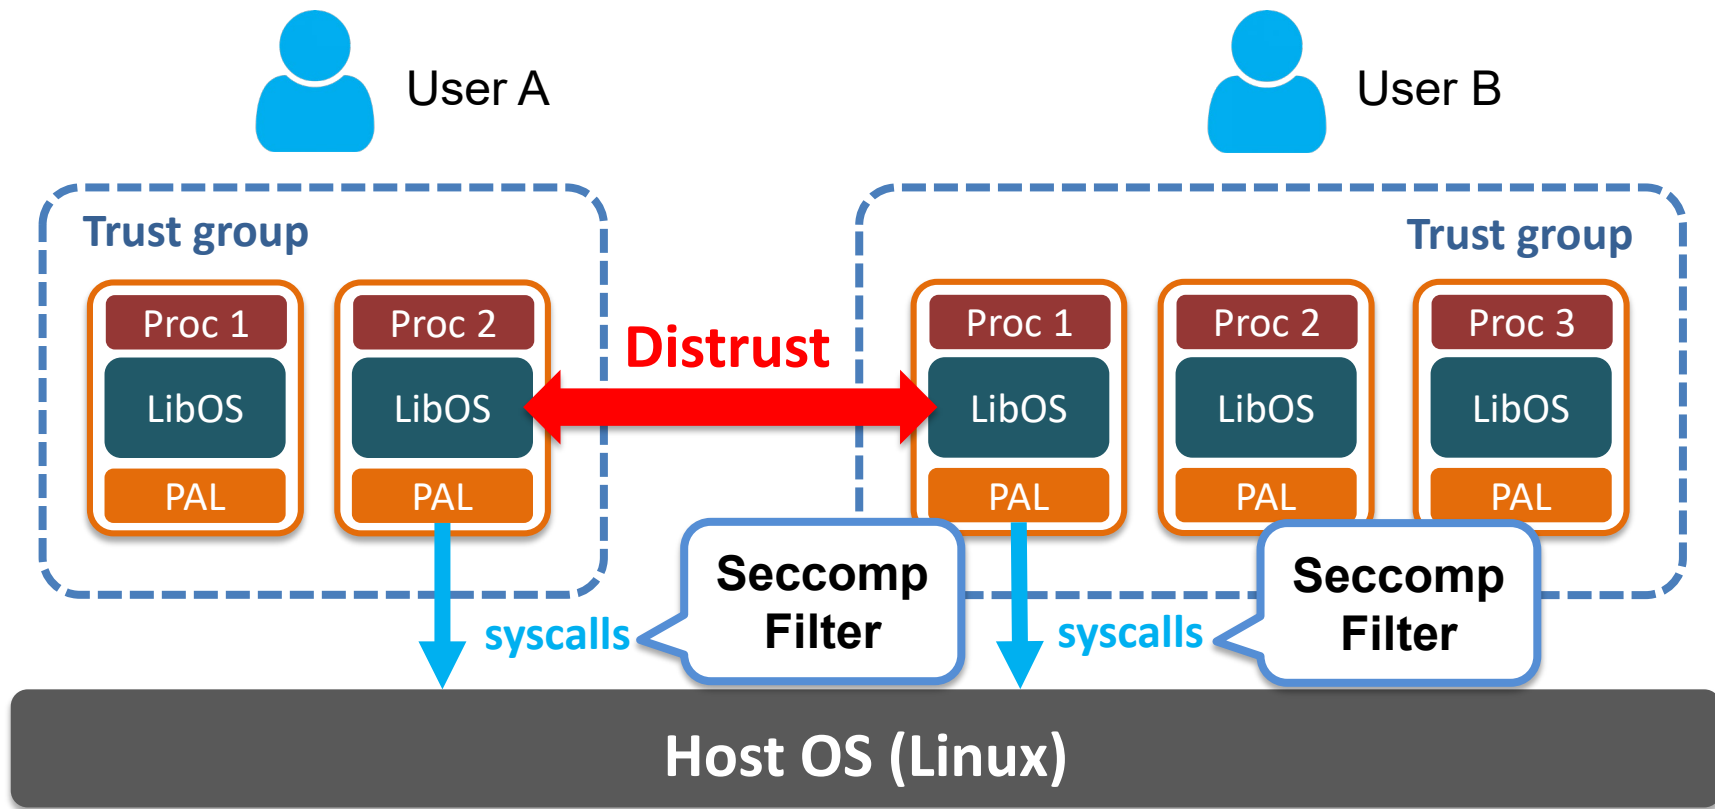 User A
User B
Trust group
Trust group
Proc 1
Proc 2
Distrust
Proc 1
Proc 2
Proc 3
LibOS
LibOS
LibOS
LibOS
LibOS
PAL
PAL
PAL
PAL
PAL
syscalls
Seccomp
Filter
syscalls
Seccomp
Filter
Host OS (Linux)